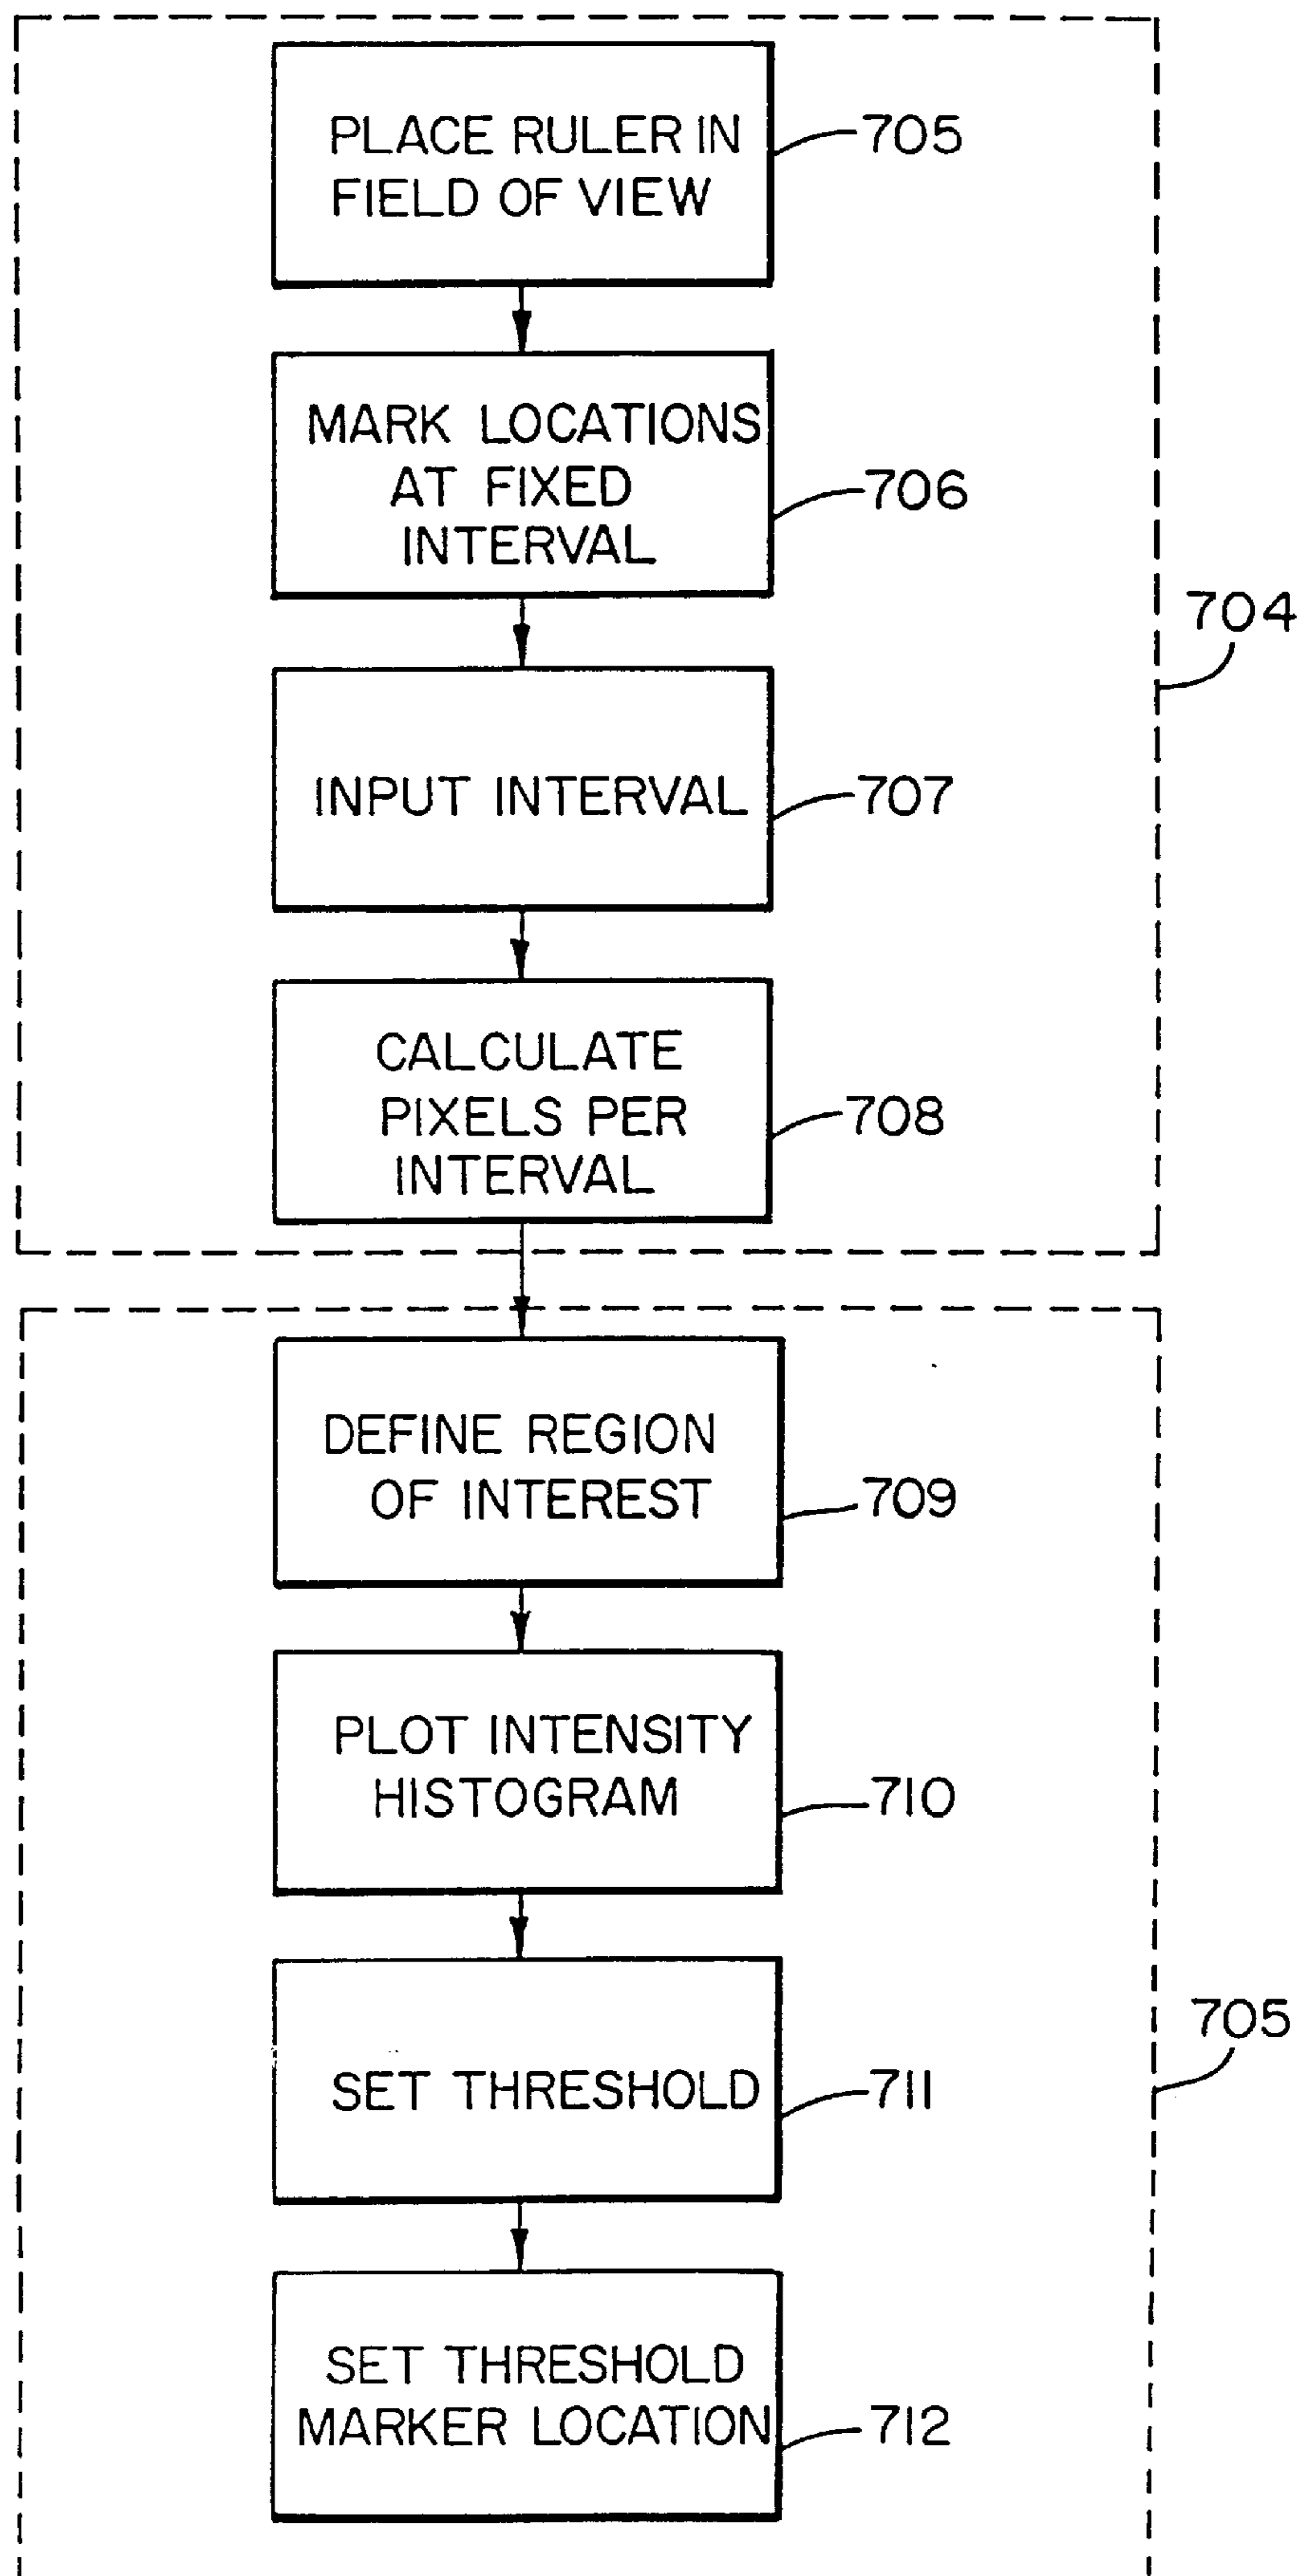 PLACE RULER IN
FIELD OF VIEW
705
MARK LOCATIONS
AT FIXED
INTERVAL
706
704
INPUT INTERVAL
707
CALCULATE
PIXELS PER
INTERVAL
708
DEFINE REGION
OF INTEREST
709
PLOT INTENSITY
HISTOGRAM
710
705
SET THRESHOLD
711
SET THRESHOLD
MARKER LOCATION
712